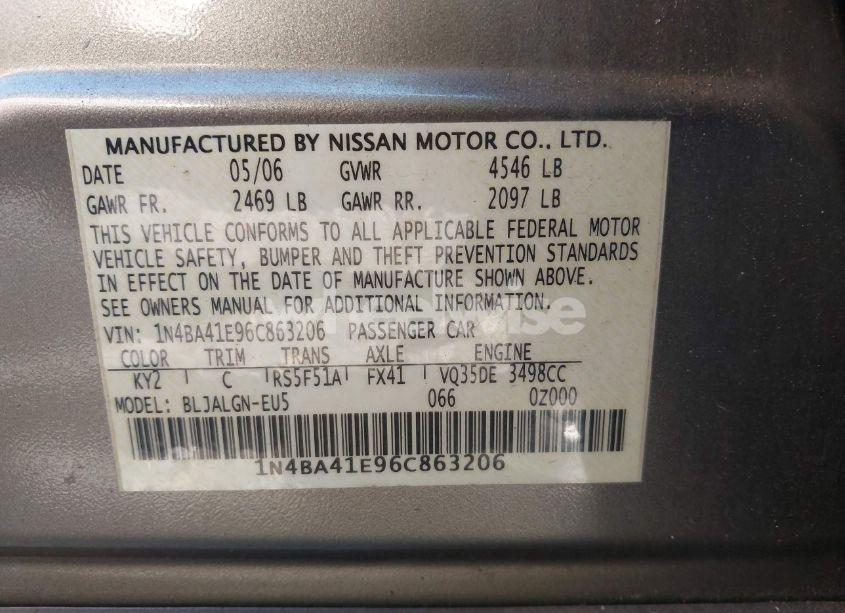 MANUFACTURED BY NISSAN MOTOR CO., LTD.
DATE 05/06 GVWR 4546 LB
GAWR FR. 2469 LB GAWR RR. 2097 LB
THIS VEHICLE CONFORMS TO ALL APPLICABLE FEDERAL MOTOR
VEHICLE SAFETY, BUMPER AND THEFT PREVENTION STANDARDS
IN EFFECT ON THE DATE OF MANUFACTURE SHOWN ABOVE.
SEE OWNERS MANUAL FOR ADDITIONAL INFORMATION.
VIN: 1N4BA41E96C863206 PASSENGER CAR
COLOR TRIM TRANS AXLE ENGINE
KY2 C RS5F51A FX41 VQ35DE 3498CC
MODEL: BLJALGN-EU5 066 0Z000
1N4BA41E96C863206